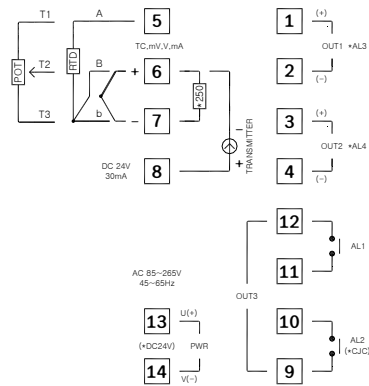 T1
A
5
1
(+)
TC,mV,V,mA
OUT1 *AL3
POT
T2
RTD
B
+
6
2
(-)
*250
T3
b
-
7
3
(+)
-
TRANSMITTER
+
OUT2 *AL4
DC 24V
30mA
8
4
(-)
12
AL1
11
AC 85~265V
45~65Hz
OUT3
13
U(+)
10
(*DC24V)
PWR
AL2
(*CJC)
14
V(-)
9